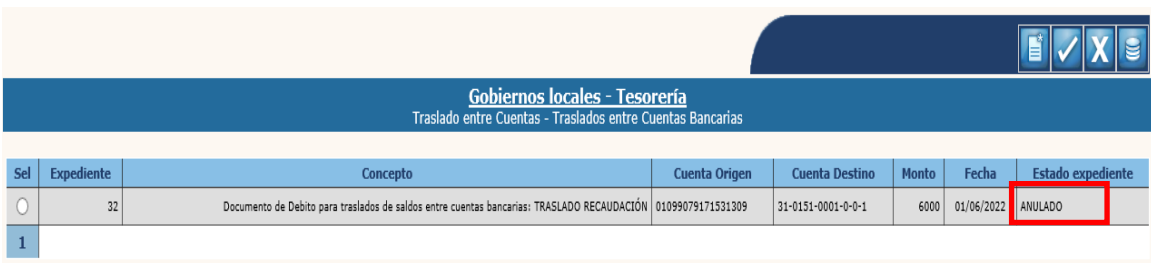 Gobiernos locales - Tesorería
Traslado entre Cuentas - Traslados entre Cuentas Bancarias
Sel Expediente Concepto Cuenta Origen Cuenta Destino Monto Fecha Estado expediente
32 Documento de Debito para traslados de saldos entre cuentas bancarias: TRASLADO RECAUDACIÓN 01099079171531309 31-0151-0001-0-0-1 6000 01/06/2022 ANULADO
1